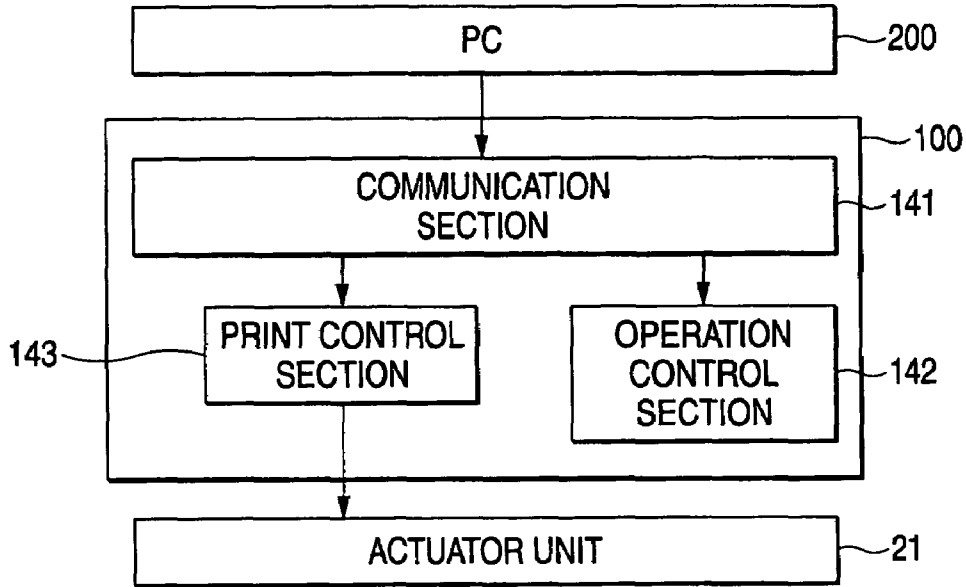 PC
200
100
COMMUNICATION
SECTION
141
PRINT CONTROL
SECTION
143
OPERATION
CONTROL
SECTION
142
ACTUATOR UNIT
21